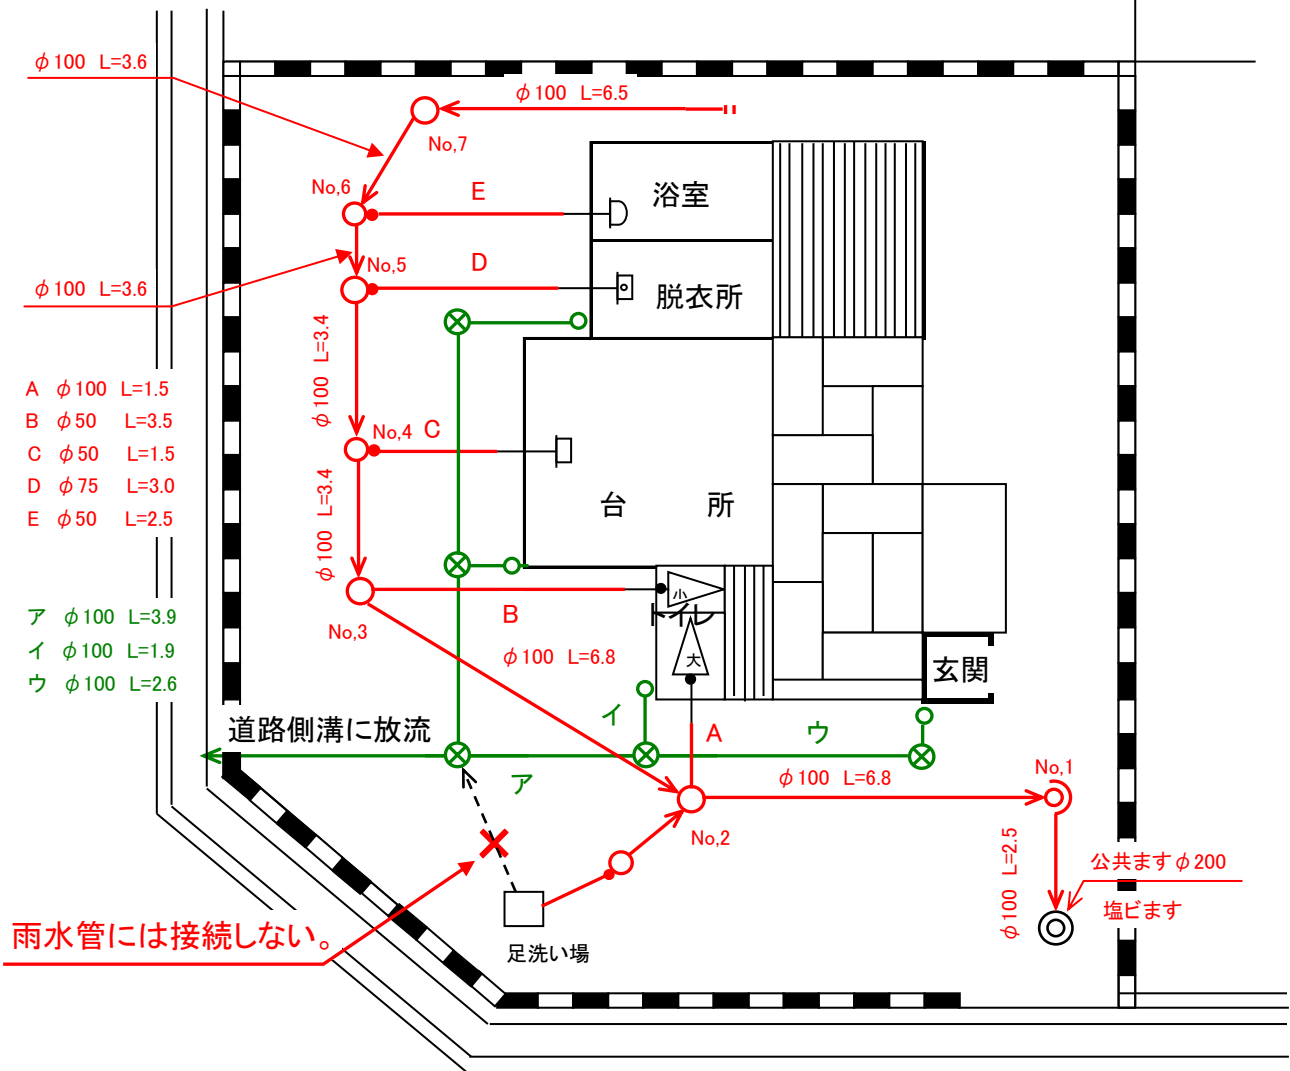 φ100 L=3.6
φ100 L=6.5
No,7
No,6
E
浴室
No,5
D
脱衣所
φ100 L=3.6
φ100 L=3.4
A φ100 L=1.5
B φ50 L=3.5
C φ50 L=1.5
D φ75 L=3.0
E φ50 L=2.5
No,4
C
φ100 L=3.4
台所
小
トイレ
大
B
No,3
φ100 L=6.8
ア φ100 L=3.9
イ φ100 L=1.9
ウ φ100 L=2.6
玄関
道路側溝に放流
イ
A
ウ
ア
φ100 L=6.8
No,1
No,2
φ100 L=2.5
公共ますφ200
塩ビます
雨水管には接続しない。
足洗い場